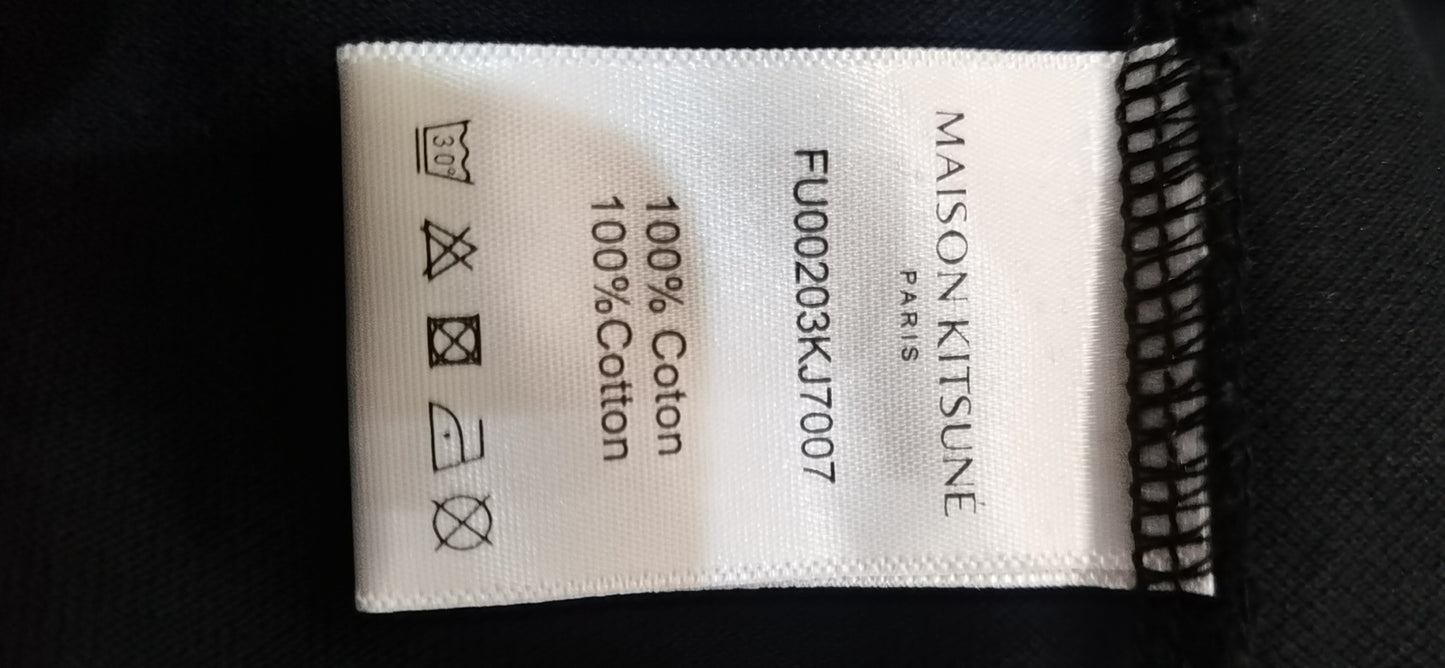 MAISON KITSUNÉ
PARIS
FU00203KJ7007
100% Coton
100%Cotton
30°